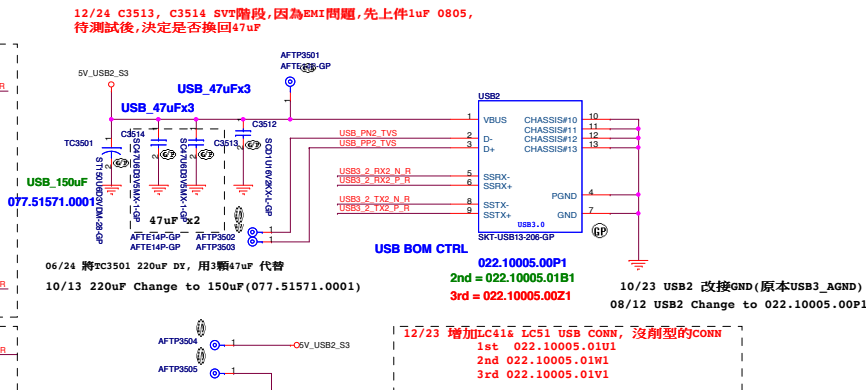 12/24 C3513, C3514 SVT階段,因為EMI問題,先上件1uF 0805,
待測試後,決定是否換回47uF
AFTP3501
5V_USB2_S3
USB_47uFx3
USB_47uFx3
USB2
C3514
C3513
C3512
TC3501
USB_150uF
077.51571.0001
47uF x2
AFTE14P-GP
AFTP3502
AFTE14P-GP
AFTP3503
1
2
3
5
6
8
9
VBUS
D-
D+
SSRX-
SSRX+
SSTX-
SSTX+
CHASSIS#10
CHASSIS#11
CHASSIS#12
CHASSIS#13
PGND
GND
10
11
12
13
4
7
USB_PN2_TVS
USB_PP2_TVS
USB3_2_RX2_N_R
USB3_2_RX2_P_R
USB3_2_TX2_N_R
USB3_2_TX2_P_R
USB3.0
SKT-USB13-206-GP
GP
USB BOM CTRL
022.10005.00P1
2nd = 022.10005.01B1
3rd = 022.10005.00Z1
06/24 將TC3501 220uF DY, 用3顆47uF 代替
10/13 220uF Change to 150uF(077.51571.0001)
10/23 USB2 改接GND(原本USB3_AGND)
08/12 USB2 Change to 022.10005.00P1
AFTP3504
1
5V_USB2_S3
AFTP3505
1
12/23 增加LC41& LC51 USB CONN, 沒削型的CONN
1st 022.10005.01U1
2nd 022.10005.01W1
3rd 022.10005.01V1